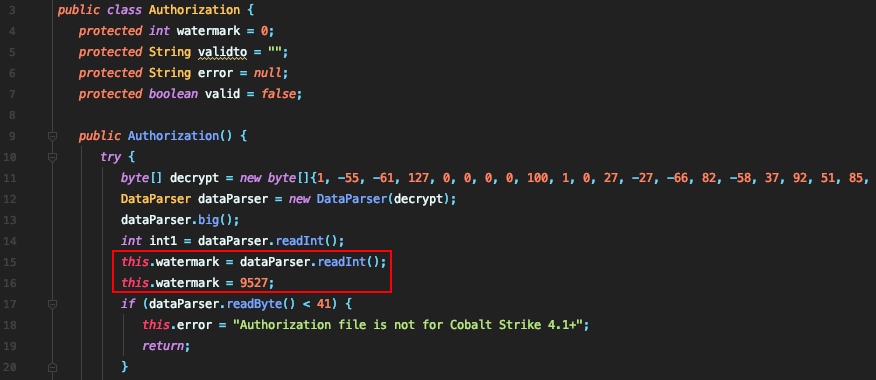 3 public class Authorization {
4 protected int watermark = 0;
5 protected String validto = "";
6 protected String error = null;
7 protected boolean valid = false;
8
9 public Authorization() {
10 try {
11 byte[] decrypt = new byte[]{1, -55, -61, 127, 0, 0, 0, 0, 100, 1, 0, 27, -27, -66, 82, -58, 37, 92, 51, 85,
12 DataParser dataParser = new DataParser(decrypt);
13 dataParser.big();
14 int int1 = dataParser.readInt();
15 this.watermark = dataParser.readInt();
16 this.watermark = 9527;
17 if (dataParser.readByte() < 41) {
18 this.error = "Authorization file is not for Cobalt Strike 4.1+";
19 return;
20 }